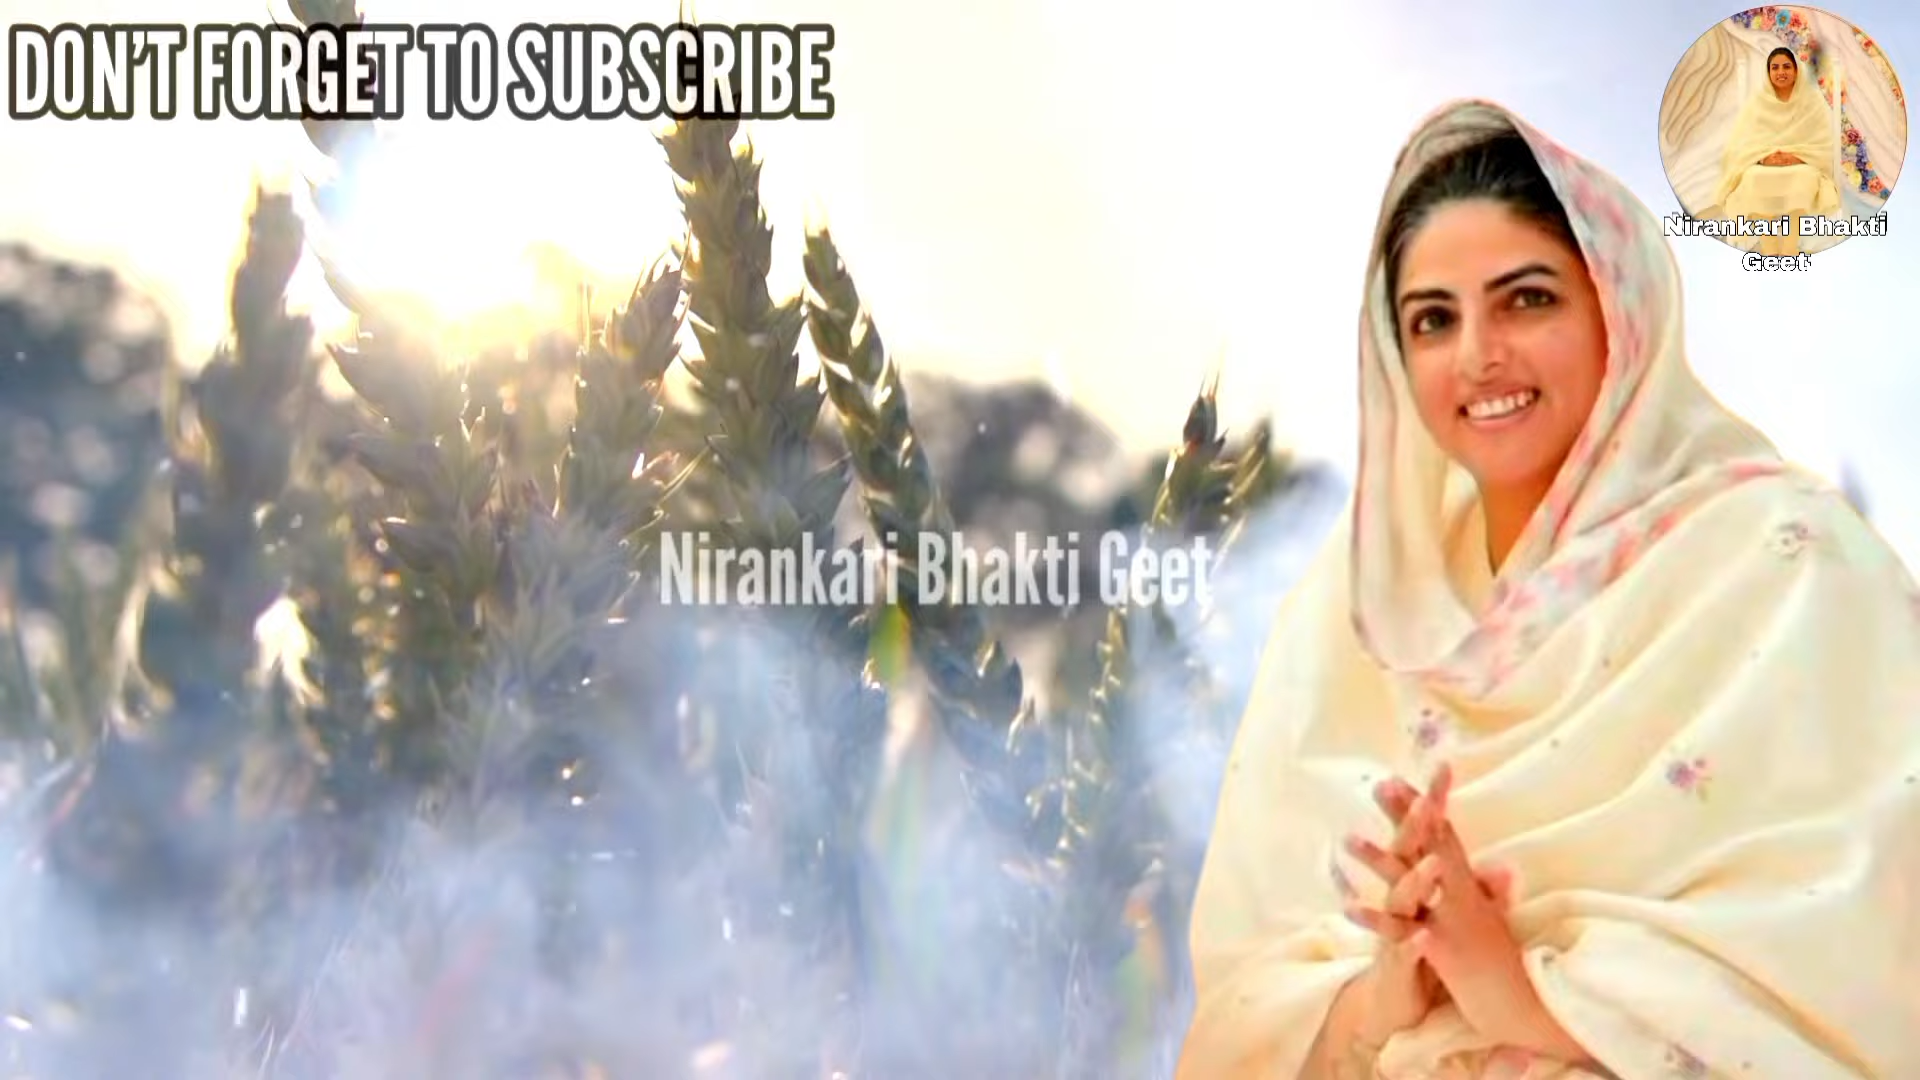 DON'T FORGET TO SUBSCRIBE
Nirankari Bhakti
Geet
Nirankari Bhakti Geet